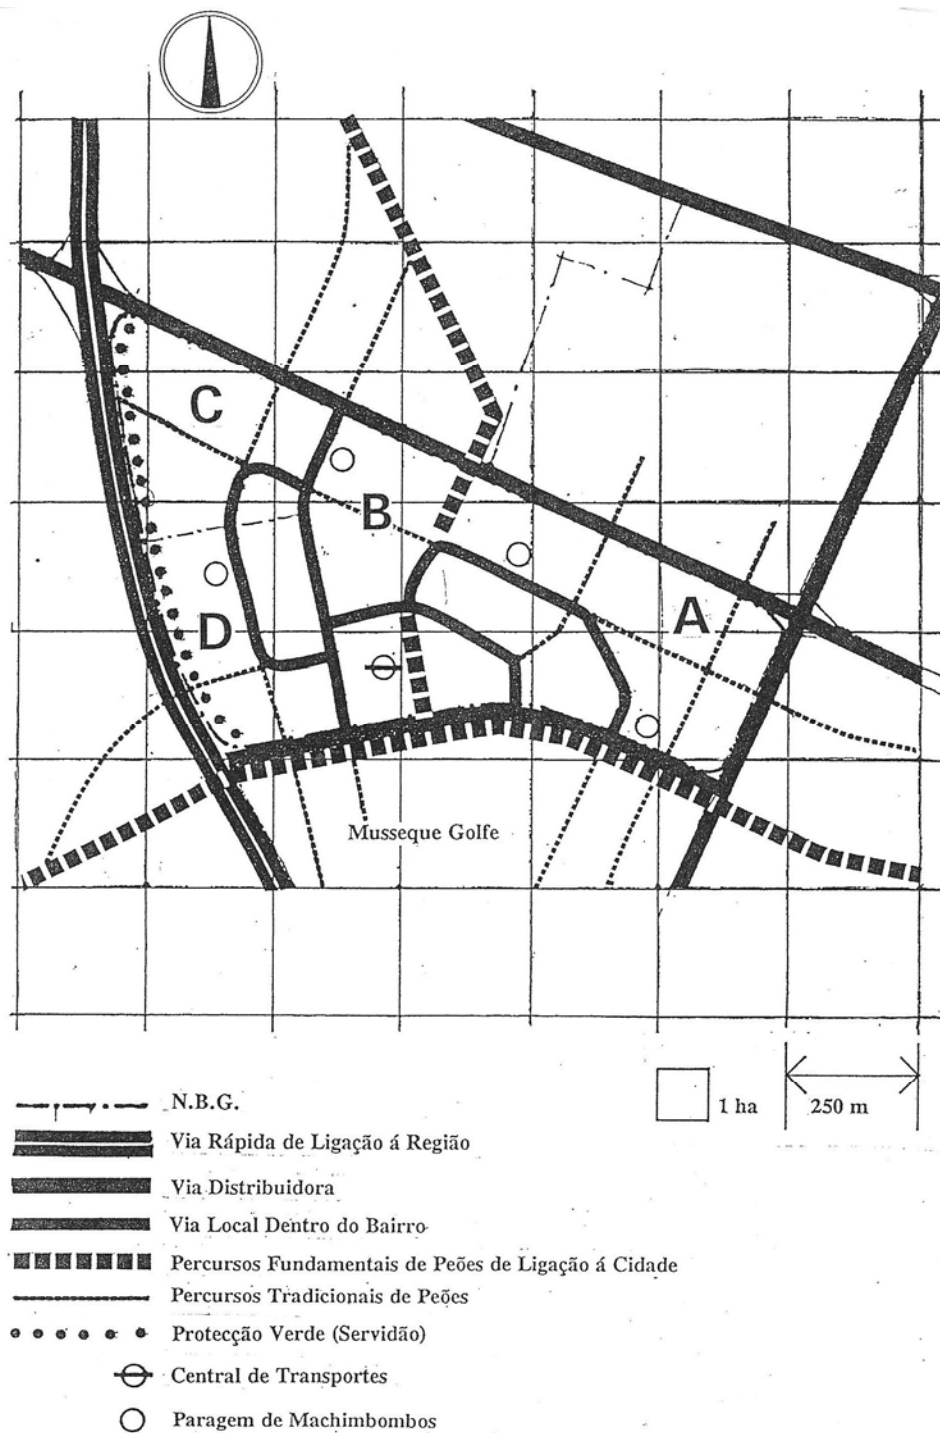 C
B
A
D
Musseque Golfe
N.B.G.
1 ha
250 m
Via Rápida de Ligação á Região
Via Distribuidora
Via Local Dentro do Bairro
Percursos Fundamentais de Peões de Ligação á Cidade
Percursos Tradicionais de Peões
Protecção Verde (Servidão)
Central de Transportes
Paragem de Machimbombos